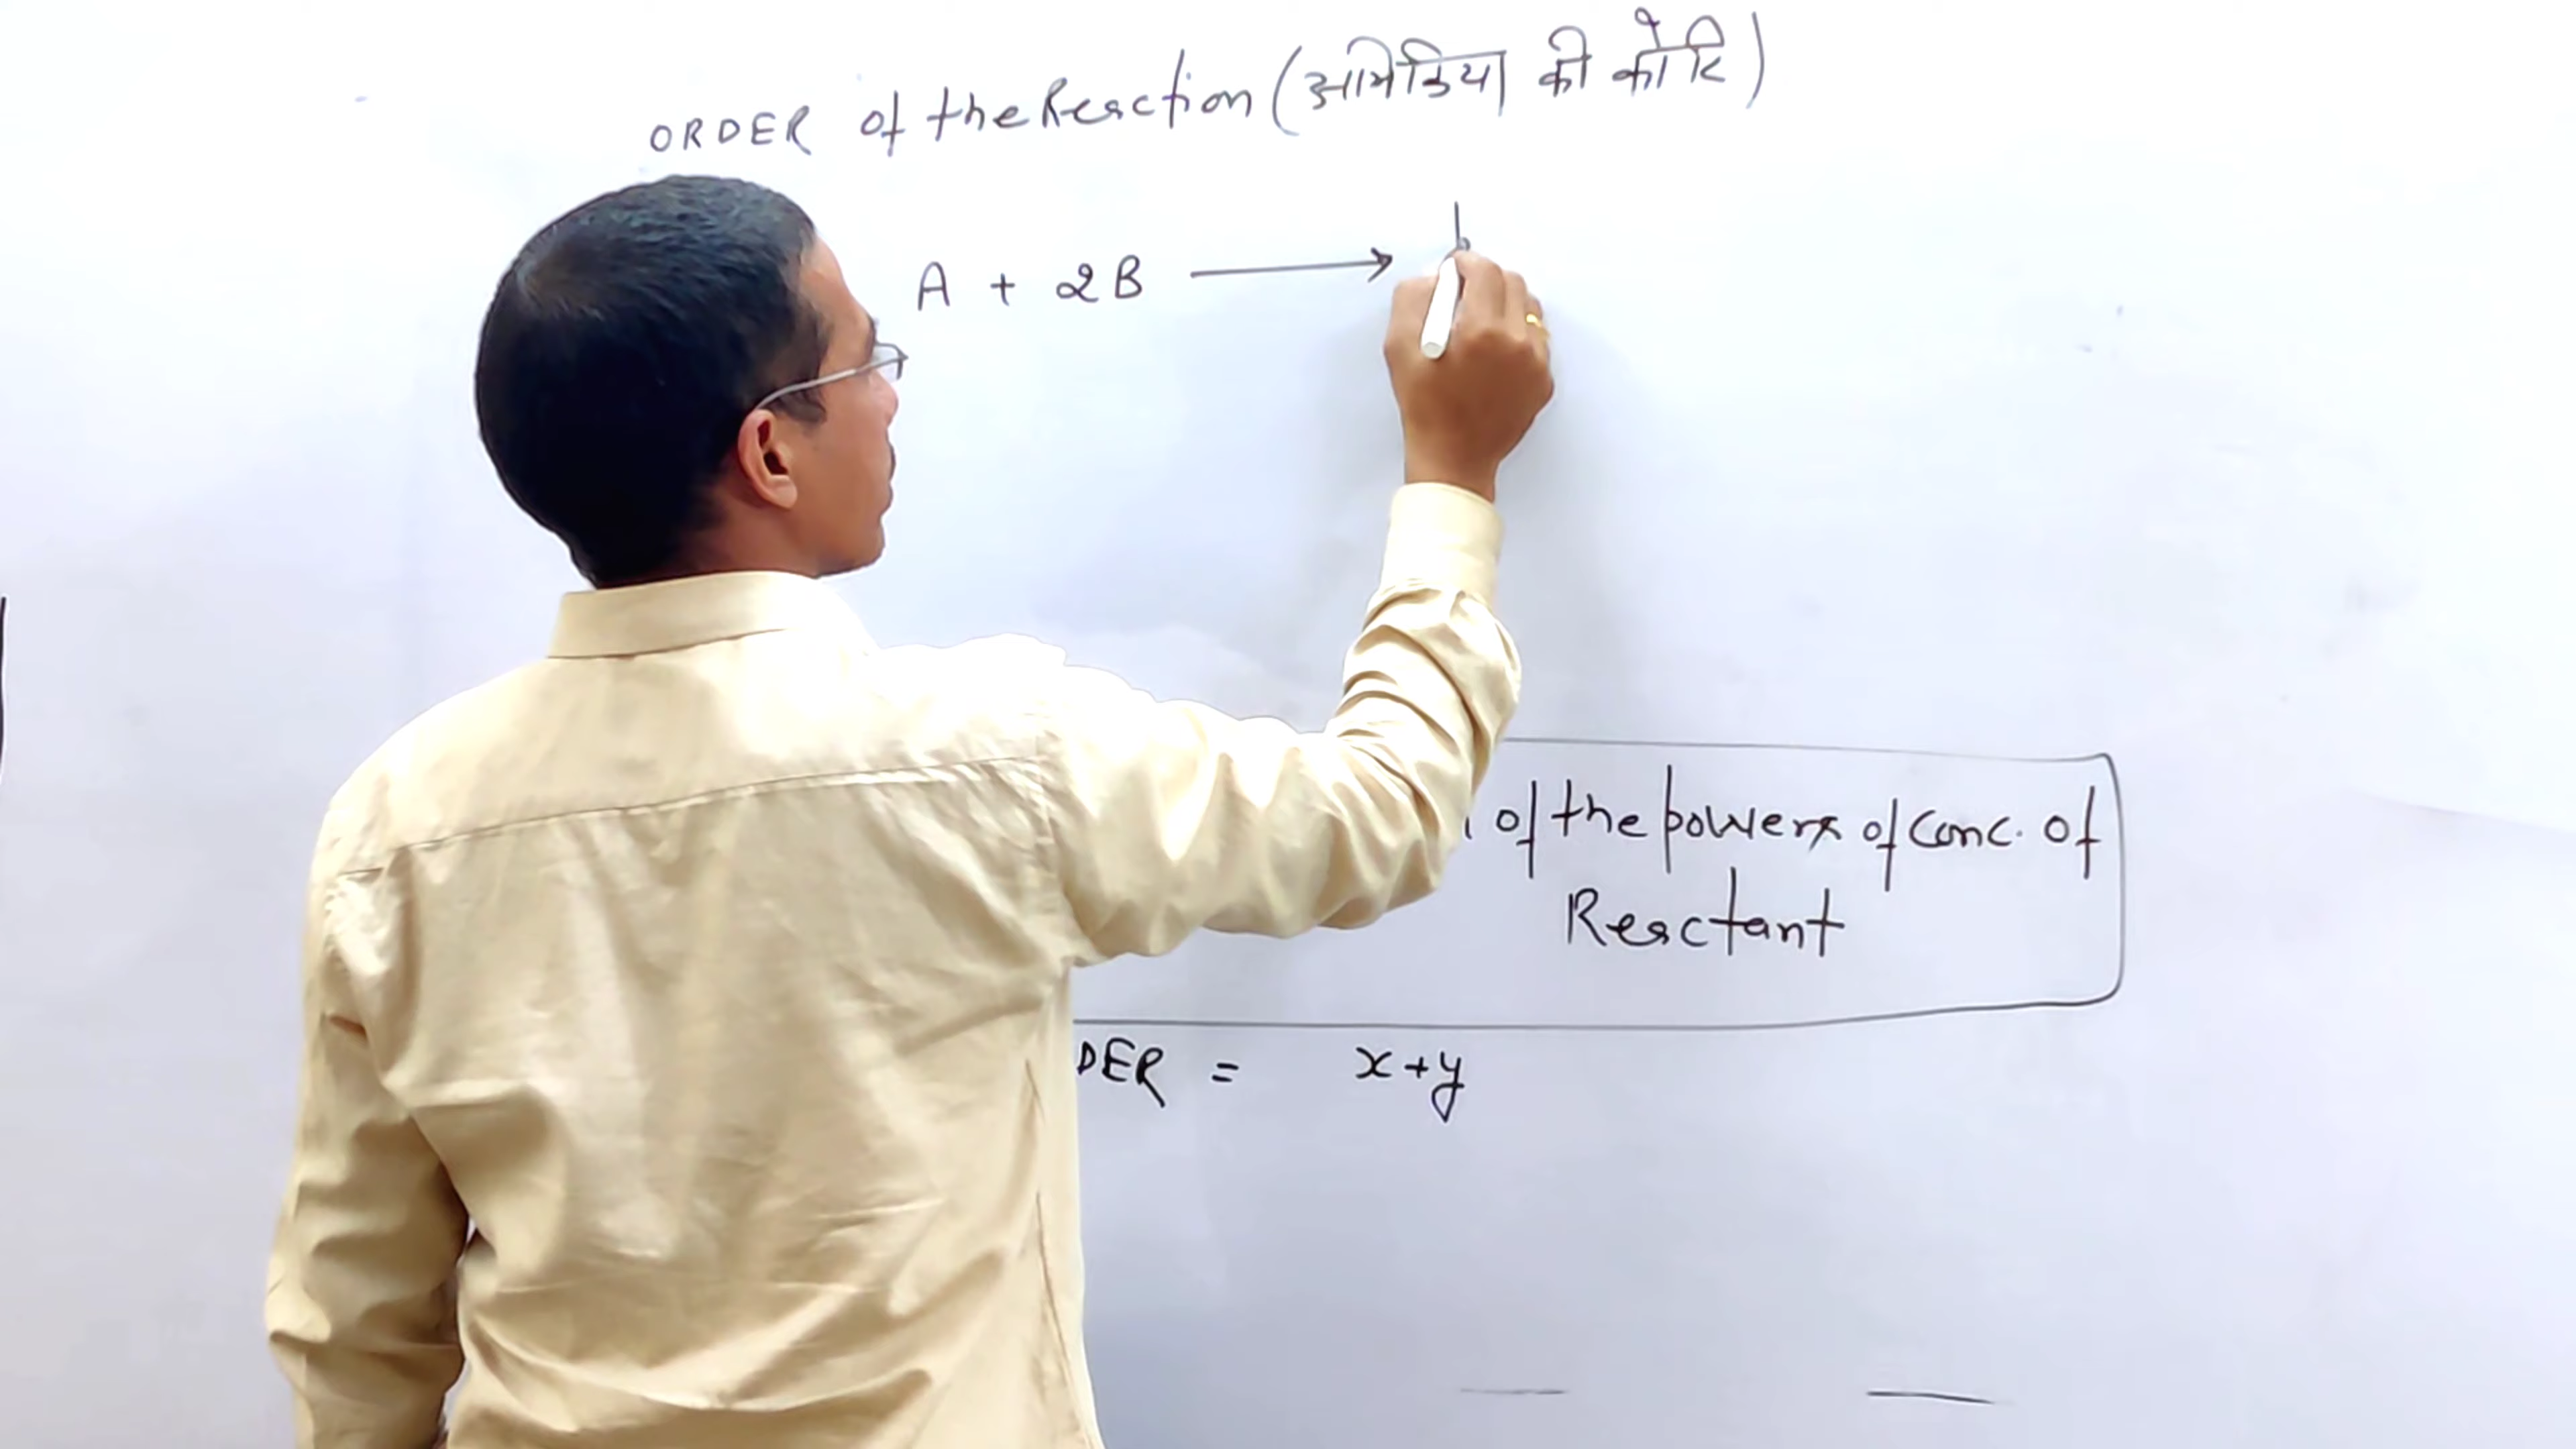 ORDER of the Reaction (अभिक्रिया की कोटि)
A + 2B ⟶
of the powers of conc. of
Reactant
DER = x+y